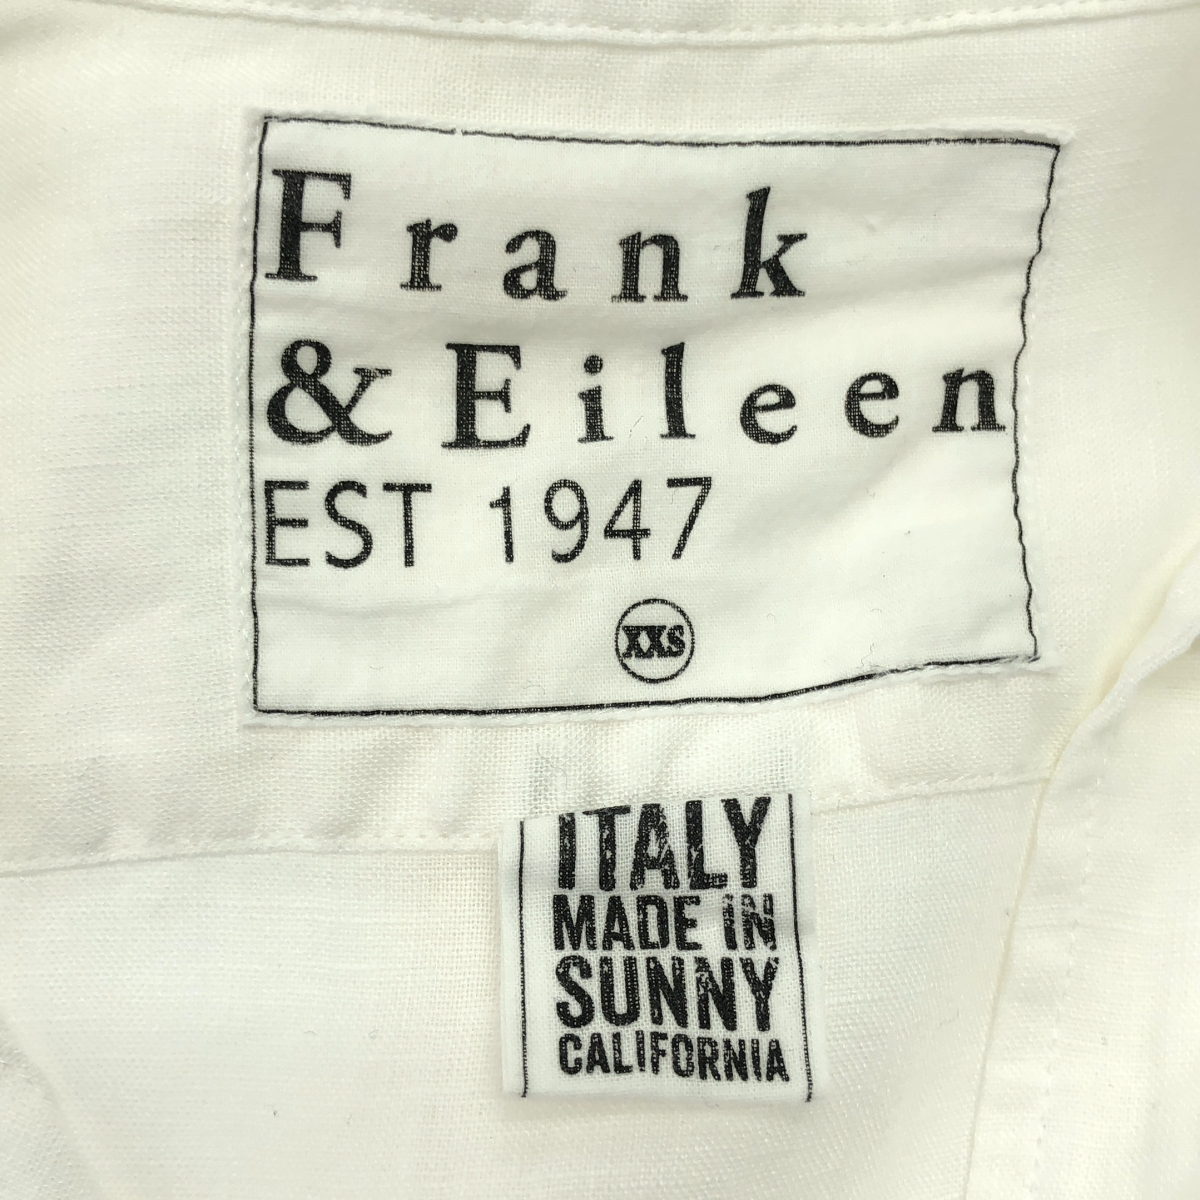 Frank
& Eileen
EST 1947
XXS
ITALY
MADE IN
SUNNY
CALIFORNIA